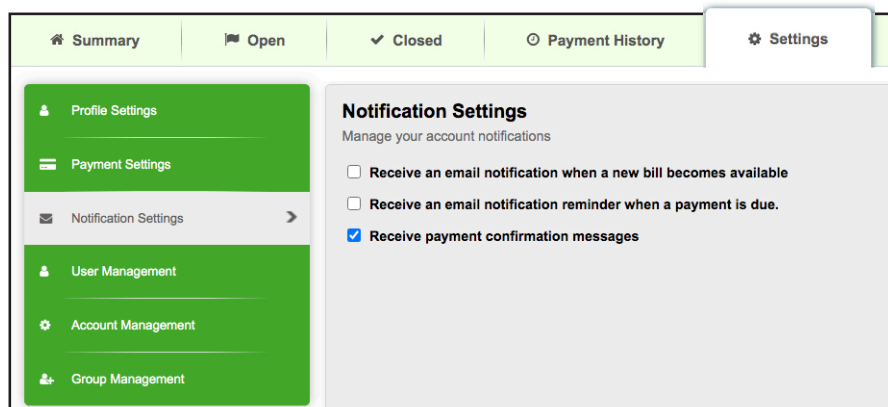 Summary
Open
Closed
Payment History
Settings
Profile Settings
Payment Settings
Notification Settings
User Management
Account Management
Group Management
Notification Settings
Manage your account notifications
Receive an email notification when a new bill becomes available
Receive an email notification reminder when a payment is due.
Receive payment confirmation messages